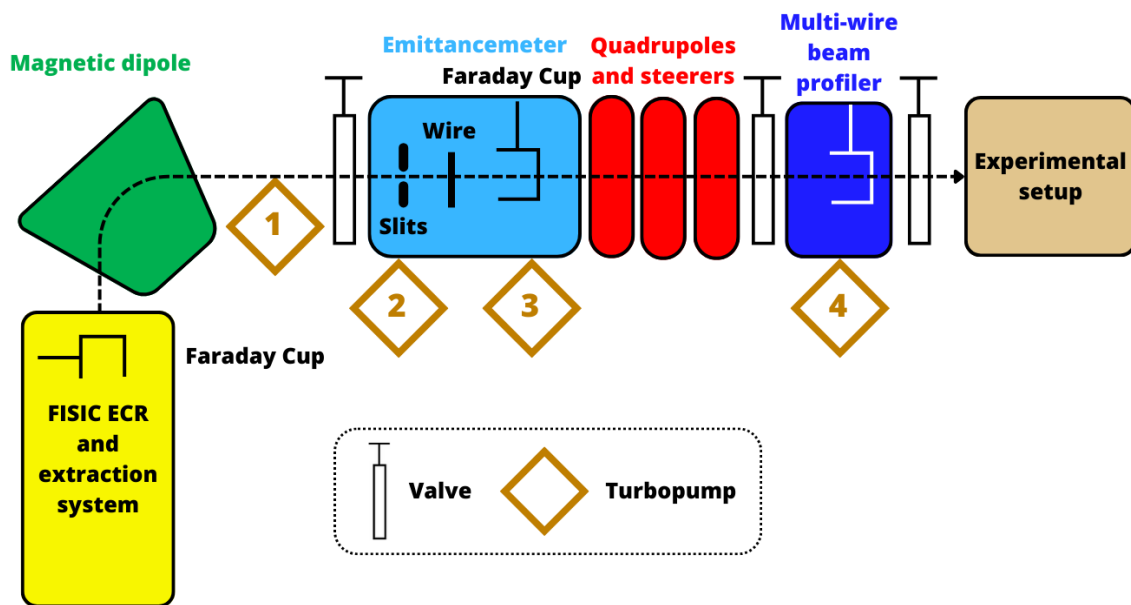 Magnetic dipole
Emittancemeter
Faraday Cup
Quadrupoles
and steerers
Multi-wire
beam
profiler
Wire
Slits
Experimental
setup
1
2
3
4
Faraday Cup
FISIC ECR
and
extraction
system
Valve
Turbopump